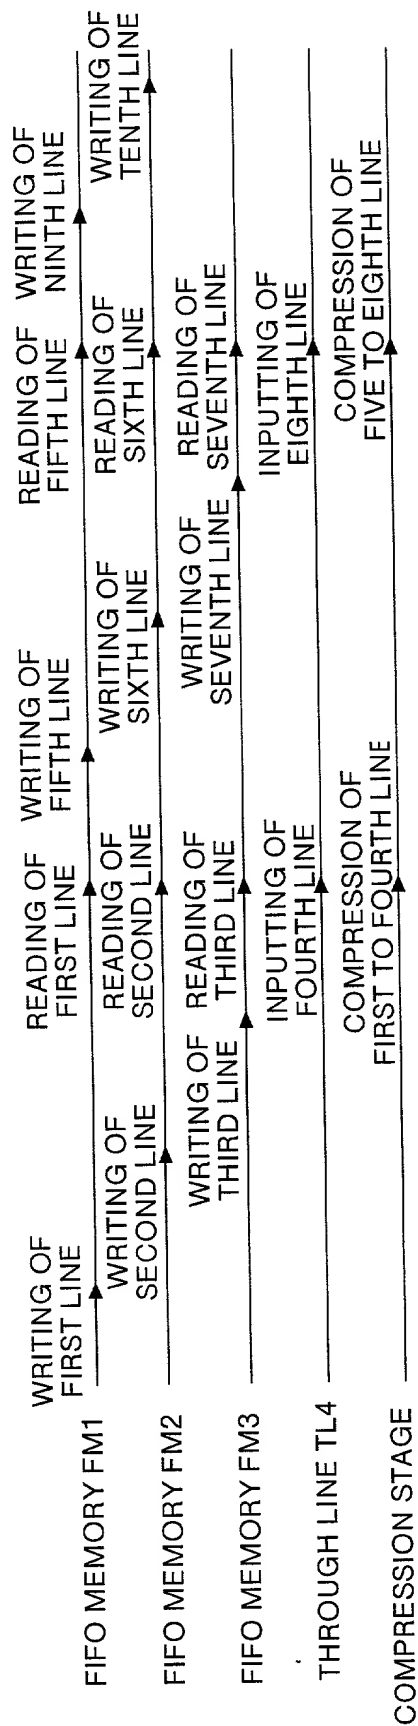 FIFO MEMORY FM1
WRITING OF
FIRST LINE
READING OF
FIRST LINE
WRITING OF
FIFTH LINE
READING OF
FIFTH LINE
WRITING OF
NINTH LINE
FIFO MEMORY FM2
WRITING OF
SECOND LINE
READING OF
SECOND LINE
WRITING OF
SIXTH LINE
READING OF
SIXTH LINE
WRITING OF
TENTH LINE
FIFO MEMORY FM3
WRITING OF
THIRD LINE
READING OF
THIRD LINE
WRITING OF
SEVENTH LINE
READING OF
SEVENTH LINE
THROUGH LINE TL4
INPUTTING OF
FOURTH LINE
INPUTTING OF
EIGHTH LINE
COMPRESSION STAGE
COMPRESSION OF
FIRST TO FOURTH LINE
COMPRESSION OF
FIVE TO EIGHTH LINE